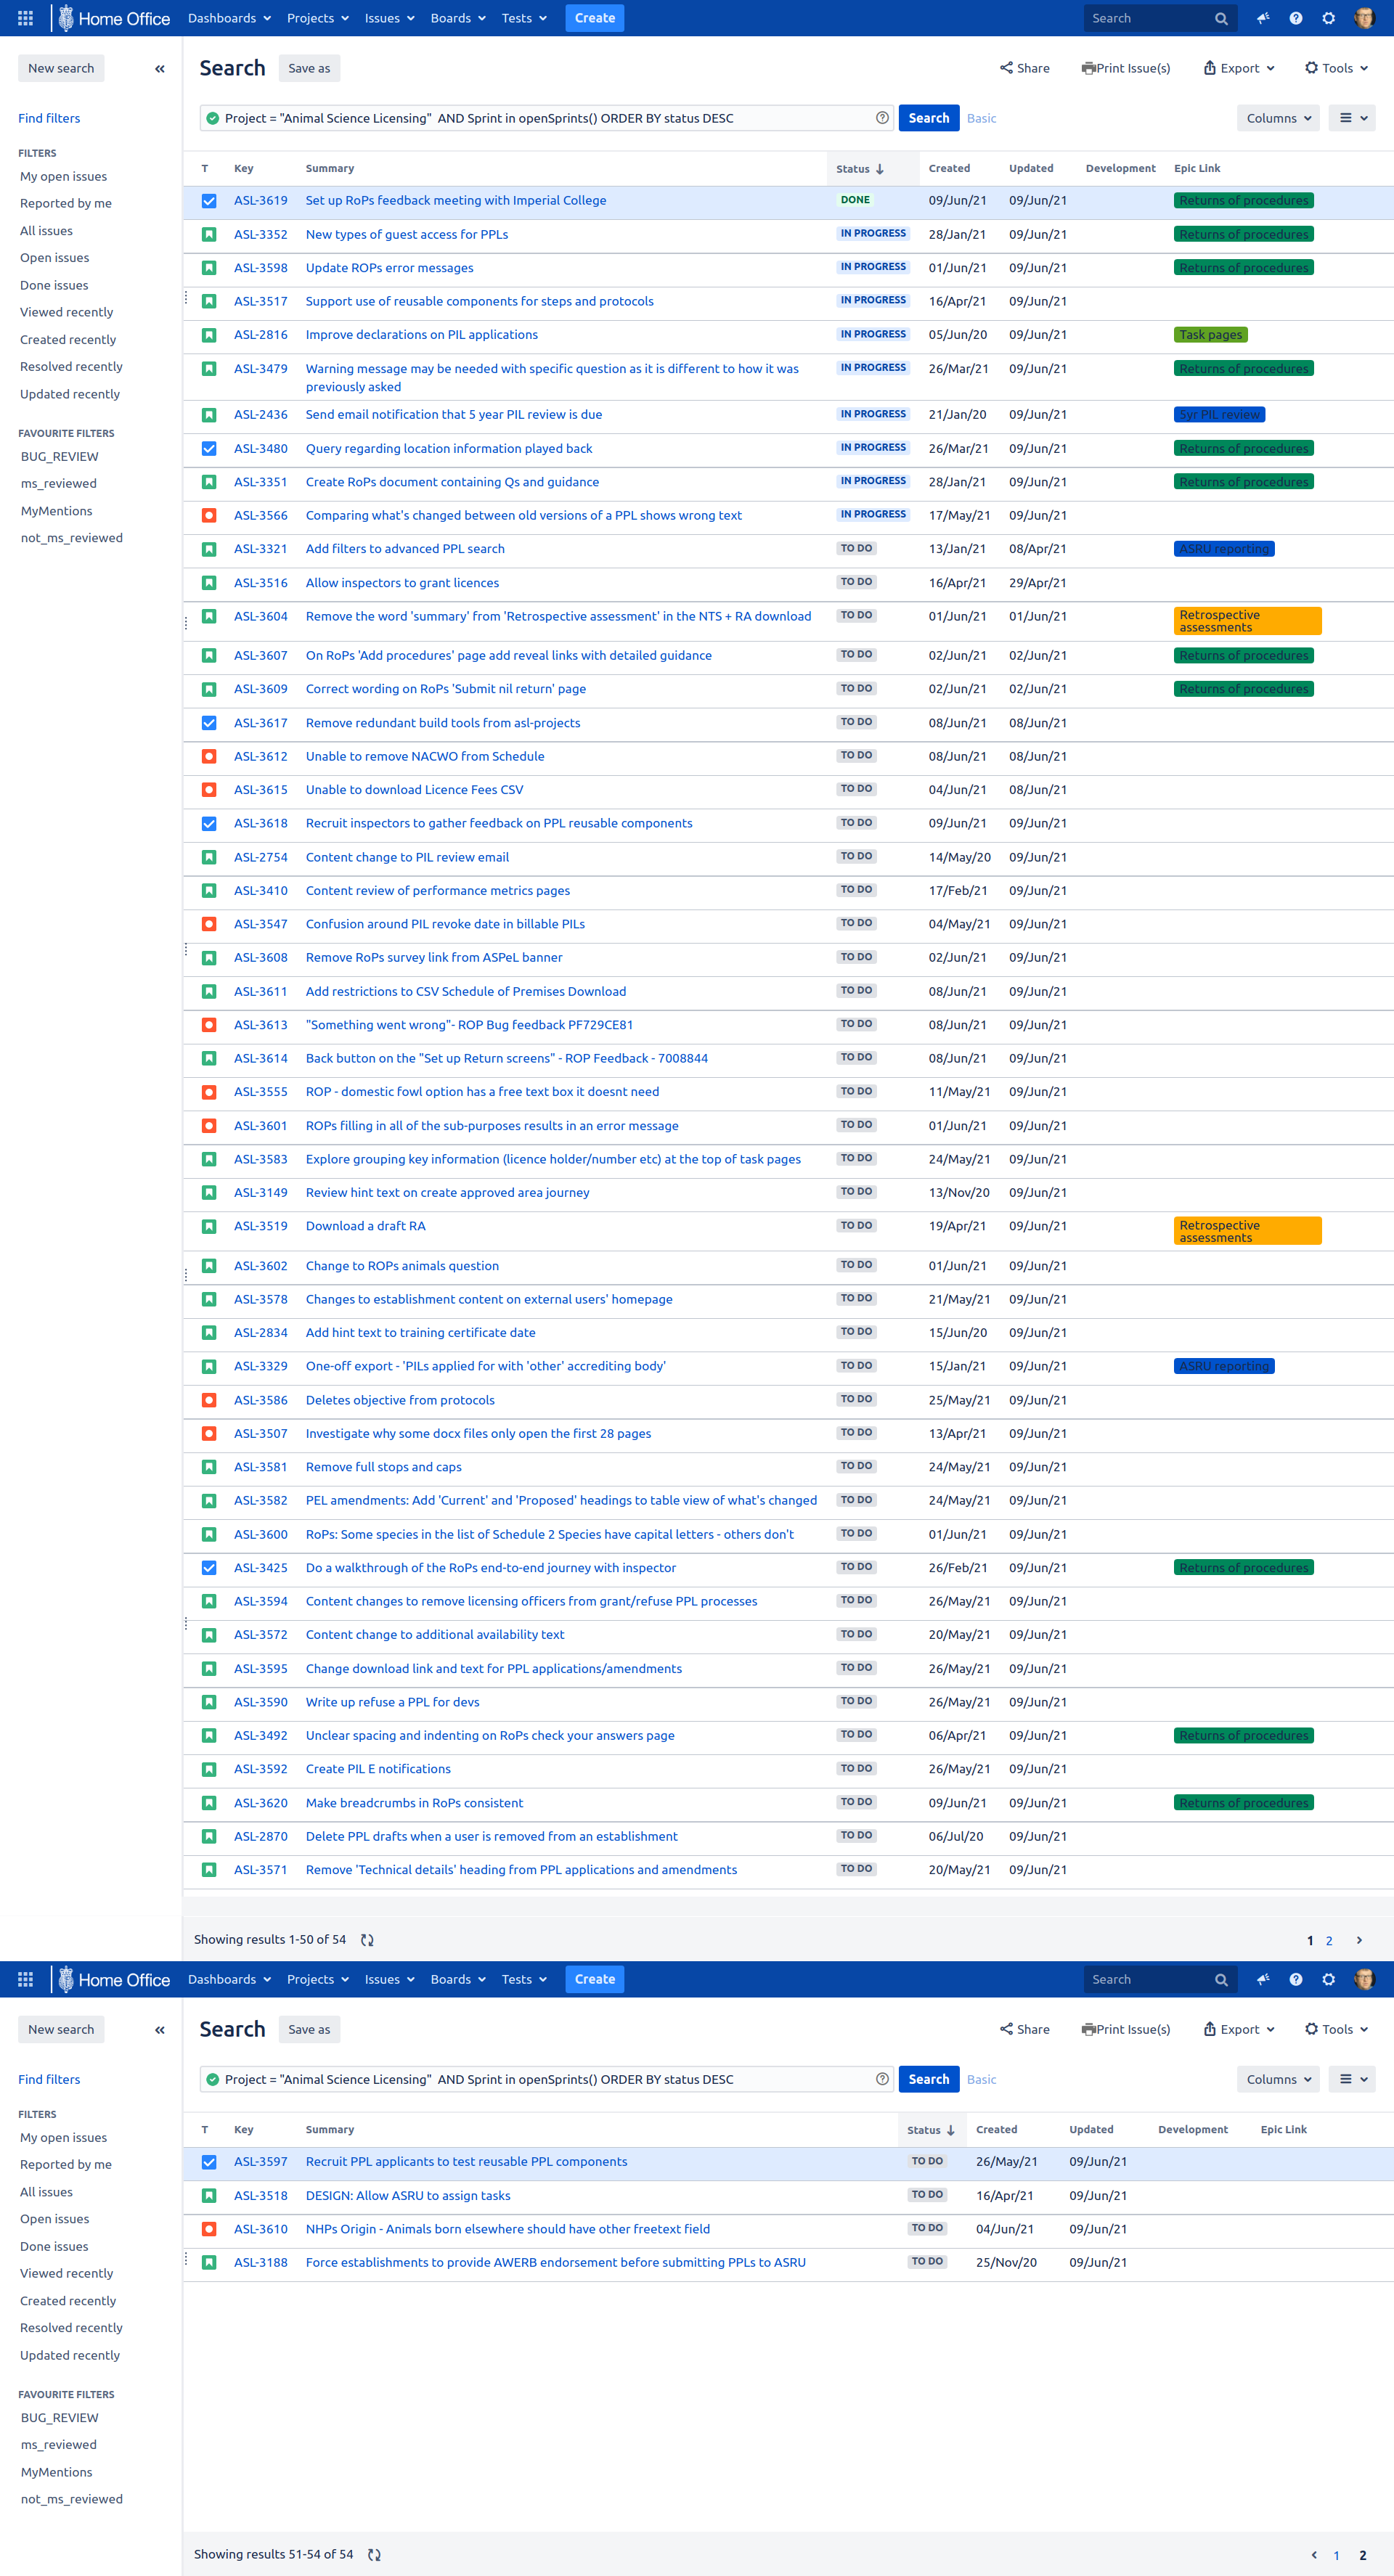 Home Office Dashboards Projects Issues Boards Tests Create Search
New search Search Save as Share Print Issue(s) Export Tools
Find filters Project = "Animal Science Licensing" AND Sprint in openSprints() ORDER BY status DESC Search Basic Columns
FILTERS
My open issues
Reported by me
All issues
Open issues
Done issues
Viewed recently
Created recently
Resolved recently
Updated recently
FAVOURITE FILTERS
BUG_REVIEW
ms_reviewed
MyMentions
not_ms_reviewed
T Key Summary Status Created Updated Development Epic Link
ASL-3619 Set up RoPs feedback meeting with Imperial College DONE 09/Jun/21 09/Jun/21 Returns of procedures
ASL-3352 New types of guest access for PPLs IN PROGRESS 28/Jan/21 09/Jun/21 Returns of procedures
ASL-3598 Update ROPs error messages IN PROGRESS 01/Jun/21 09/Jun/21 Returns of procedures
ASL-3517 Support use of reusable components for steps and protocols IN PROGRESS 16/Apr/21 09/Jun/21
ASL-2816 Improve declarations on PIL applications IN PROGRESS 05/Jun/20 09/Jun/21 Task pages
ASL-3479 Warning message may be needed with specific question as it is different to how it was IN PROGRESS 26/Mar/21 09/Jun/21 Returns of procedures
previously asked
ASL-2436 Send email notification that 5 year PIL review is due IN PROGRESS 21/Jan/20 09/Jun/21 5yr PIL review
ASL-3480 Query regarding location information played back IN PROGRESS 26/Mar/21 09/Jun/21 Returns of procedures
ASL-3351 Create RoPs document containing Qs and guidance IN PROGRESS 28/Jan/21 09/Jun/21 Returns of procedures
ASL-3566 Comparing what's changed between old versions of a PPL shows wrong text IN PROGRESS 17/May/21 09/Jun/21
ASL-3321 Add filters to advanced PPL search TO DO 13/Jan/21 08/Apr/21 ASRU reporting
ASL-3516 Allow inspectors to grant licences TO DO 16/Apr/21 29/Apr/21
ASL-3604 Remove the word 'summary' from 'Retrospective assessment' in the NTS + RA download TO DO 01/Jun/21 01/Jun/21 Retrospective
assessments
ASL-3607 On RoPs 'Add procedures' page add reveal links with detailed guidance TO DO 02/Jun/21 02/Jun/21 Returns of procedures
ASL-3609 Correct wording on RoPs 'Submit nil return' page TO DO 02/Jun/21 02/Jun/21 Returns of procedures
ASL-3617 Remove redundant build tools from asl-projects TO DO 08/Jun/21 08/Jun/21
ASL-3612 Unable to remove NACWO from Schedule TO DO 08/Jun/21 08/Jun/21
ASL-3615 Unable to download Licence Fees CSV TO DO 04/Jun/21 08/Jun/21
ASL-3618 Recruit inspectors to gather feedback on PPL reusable components TO DO 09/Jun/21 09/Jun/21
ASL-2754 Content change to PIL review email TO DO 14/May/20 09/Jun/21
ASL-3410 Content review of performance metrics pages TO DO 17/Feb/21 09/Jun/21
ASL-3547 Confusion around PIL revoke date in billable PILs TO DO 04/May/21 09/Jun/21
ASL-3608 Remove RoPs survey link from ASPeL banner TO DO 02/Jun/21 09/Jun/21
ASL-3611 Add restrictions to CSV Schedule of Premises Download TO DO 08/Jun/21 09/Jun/21
ASL-3613 "Something went wrong"- ROP Bug feedback PF729CE81 TO DO 08/Jun/21 09/Jun/21
ASL-3614 Back button on the "Set up Return screens" - ROP Feedback - 7008844 TO DO 08/Jun/21 09/Jun/21
ASL-3555 ROP - domestic fowl option has a free text box it doesnt need TO DO 11/May/21 09/Jun/21
ASL-3601 ROPs filling in all of the sub-purposes results in an error message TO DO 01/Jun/21 09/Jun/21
ASL-3583 Explore grouping key information (licence holder/number etc) at the top of task pages TO DO 24/May/21 09/Jun/21
ASL-3149 Review hint text on create approved area journey TO DO 13/Nov/20 09/Jun/21
ASL-3519 Download a draft RA TO DO 19/Apr/21 09/Jun/21 Retrospective
assessments
ASL-3602 Change to ROPs animals question TO DO 01/Jun/21 09/Jun/21
ASL-3578 Changes to establishment content on external users' homepage TO DO 21/May/21 09/Jun/21
ASL-2834 Add hint text to training certificate date TO DO 15/Jun/20 09/Jun/21
ASL-3329 One-off export - 'PILs applied for with 'other' accrediting body' TO DO 15/Jan/21 09/Jun/21 ASRU reporting
ASL-3586 Deletes objective from protocols TO DO 25/May/21 09/Jun/21
ASL-3507 Investigate why some docx files only open the first 28 pages TO DO 13/Apr/21 09/Jun/21
ASL-3581 Remove full stops and caps TO DO 24/May/21 09/Jun/21
ASL-3582 PEL amendments: Add 'Current' and 'Proposed' headings to table view of what's changed TO DO 24/May/21 09/Jun/21
ASL-3600 RoPs: Some species in the list of Schedule 2 Species have capital letters - others don't TO DO 01/Jun/21 09/Jun/21
ASL-3425 Do a walkthrough of the RoPs end-to-end journey with inspector TO DO 26/Feb/21 09/Jun/21 Returns of procedures
ASL-3594 Content changes to remove licensing officers from grant/refuse PPL processes TO DO 26/May/21 09/Jun/21
ASL-3572 Content change to additional availability text TO DO 20/May/21 09/Jun/21
ASL-3595 Change download link and text for PPL applications/amendments TO DO 26/May/21 09/Jun/21
ASL-3590 Write up refuse a PPL for devs TO DO 26/May/21 09/Jun/21
ASL-3492 Unclear spacing and indenting on RoPs check your answers page TO DO 06/Apr/21 09/Jun/21 Returns of procedures
ASL-3592 Create PIL E notifications TO DO 26/May/21 09/Jun/21
ASL-3620 Make breadcrumbs in RoPs consistent TO DO 09/Jun/21 09/Jun/21 Returns of procedures
ASL-2870 Delete PPL drafts when a user is removed from an establishment TO DO 06/Jul/20 09/Jun/21
ASL-3571 Remove 'Technical details' heading from PPL applications and amendments TO DO 20/May/21 09/Jun/21
Showing results 1-50 of 54 1 2
Home Office Dashboards Projects Issues Boards Tests Create Search
New search Search Save as Share Print Issue(s) Export Tools
Find filters Project = "Animal Science Licensing" AND Sprint in openSprints() ORDER BY status DESC Search Basic Columns
FILTERS
My open issues
Reported by me
All issues
Open issues
Done issues
Viewed recently
Created recently
Resolved recently
Updated recently
FAVOURITE FILTERS
BUG_REVIEW
ms_reviewed
MyMentions
not_ms_reviewed
T Key Summary Status Created Updated Development Epic Link
ASL-3597 Recruit PPL applicants to test reusable PPL components TO DO 26/May/21 09/Jun/21
ASL-3518 DESIGN: Allow ASRU to assign tasks TO DO 16/Apr/21 09/Jun/21
ASL-3610 NHPs Origin - Animals born elsewhere should have other freetext field TO DO 04/Jun/21 09/Jun/21
ASL-3188 Force establishments to provide AWERB endorsement before submitting PPLs to ASRU TO DO 25/Nov/20 09/Jun/21
Showing results 51-54 of 54 1 2